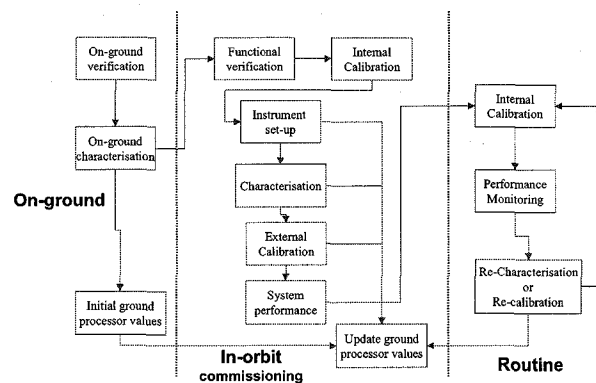 On-ground
verification
On-ground
characterisation
On-ground
Initial ground
processor values
Functional
verification
Internal
Calibration
Instrument
set-up
Characterisation
External
Calibration
System
performance
Update ground
processor values
In-orbit
commissioning
Internal
Calibration
Performance
Monitoring
Re-Characterisation
or
Re-calibration
Routine